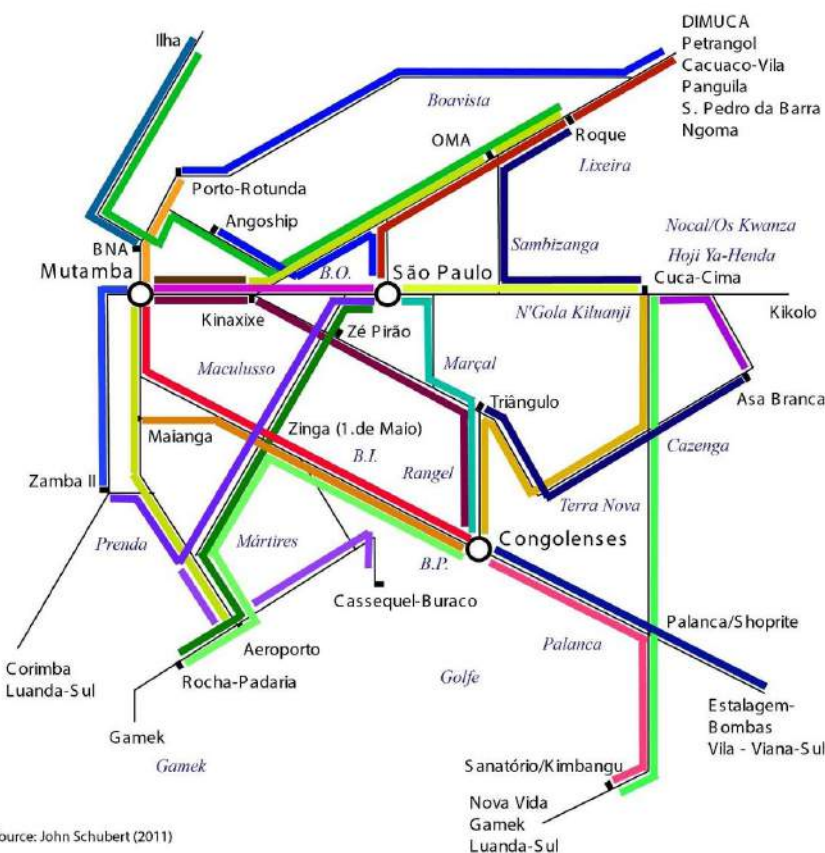 DIMUCA
Petrangol
Cacuaco-Vila
Panguila
S. Pedro da Barra
Ngoma
Ilha
Boavista
OMA
Roque
Lixeira
Porto-Rotunda
Angoship
Sambizanga
Nocal/Os Kwanza
Hoji Ya-Henda
BNA
Mutamba
B.O.
São Paulo
Cuca-Cima
Kinaxixe
N'Gola Kiluanji
Kikolo
Zé Pirão
Maculusso
Marçal
Triângulo
Asa Branca
Maianga
Zinga (1.de Maio)
B.I.
Rangel
Cazenga
Zamba II
Terra Nova
Prenda
Mártires
B.P.
Congolenses
Cassequel-Buraco
Aeroporto
Palanca
Palanca/Shoprite
Corimba
Luanda-Sul
Rocha-Padaria
Golfe
Gamek
Gamek
Estalagem-
Bombas
Vila - Viana-Sul
Sanatório/Kimbangu
Nova Vida
Gamek
Luanda-Sul
ource: John Schubert (2011)